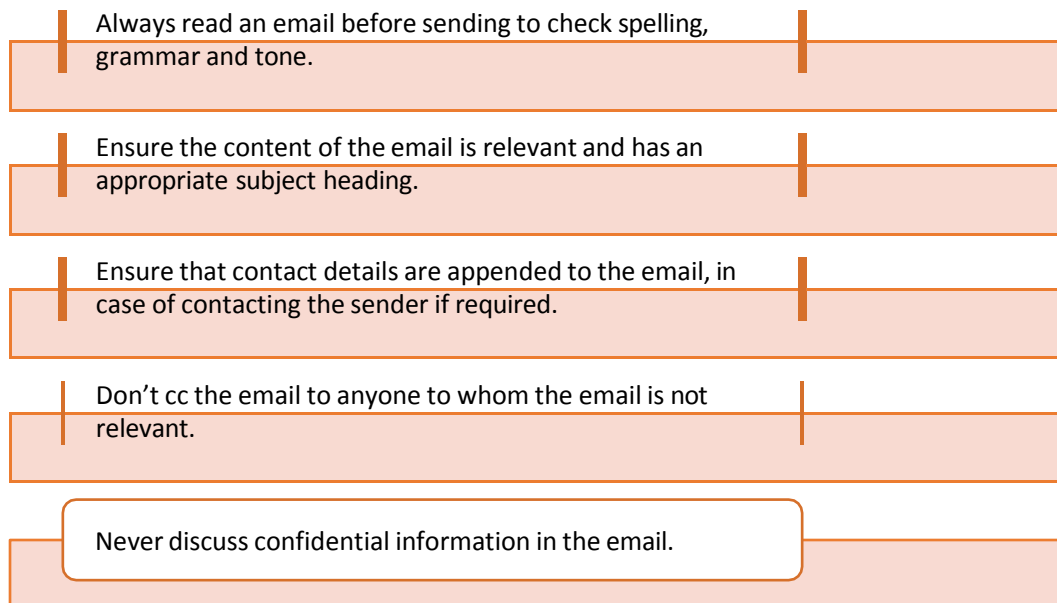 Always read an email before sending to check spelling,
grammar and tone.
Ensure the content of the email is relevant and has an
appropriate subject heading.
Ensure that contact details are appended to the email, in
case of contacting the sender if required.
Don’t cc the email to anyone to whom the email is not
relevant.
Never discuss confidential information in the email.